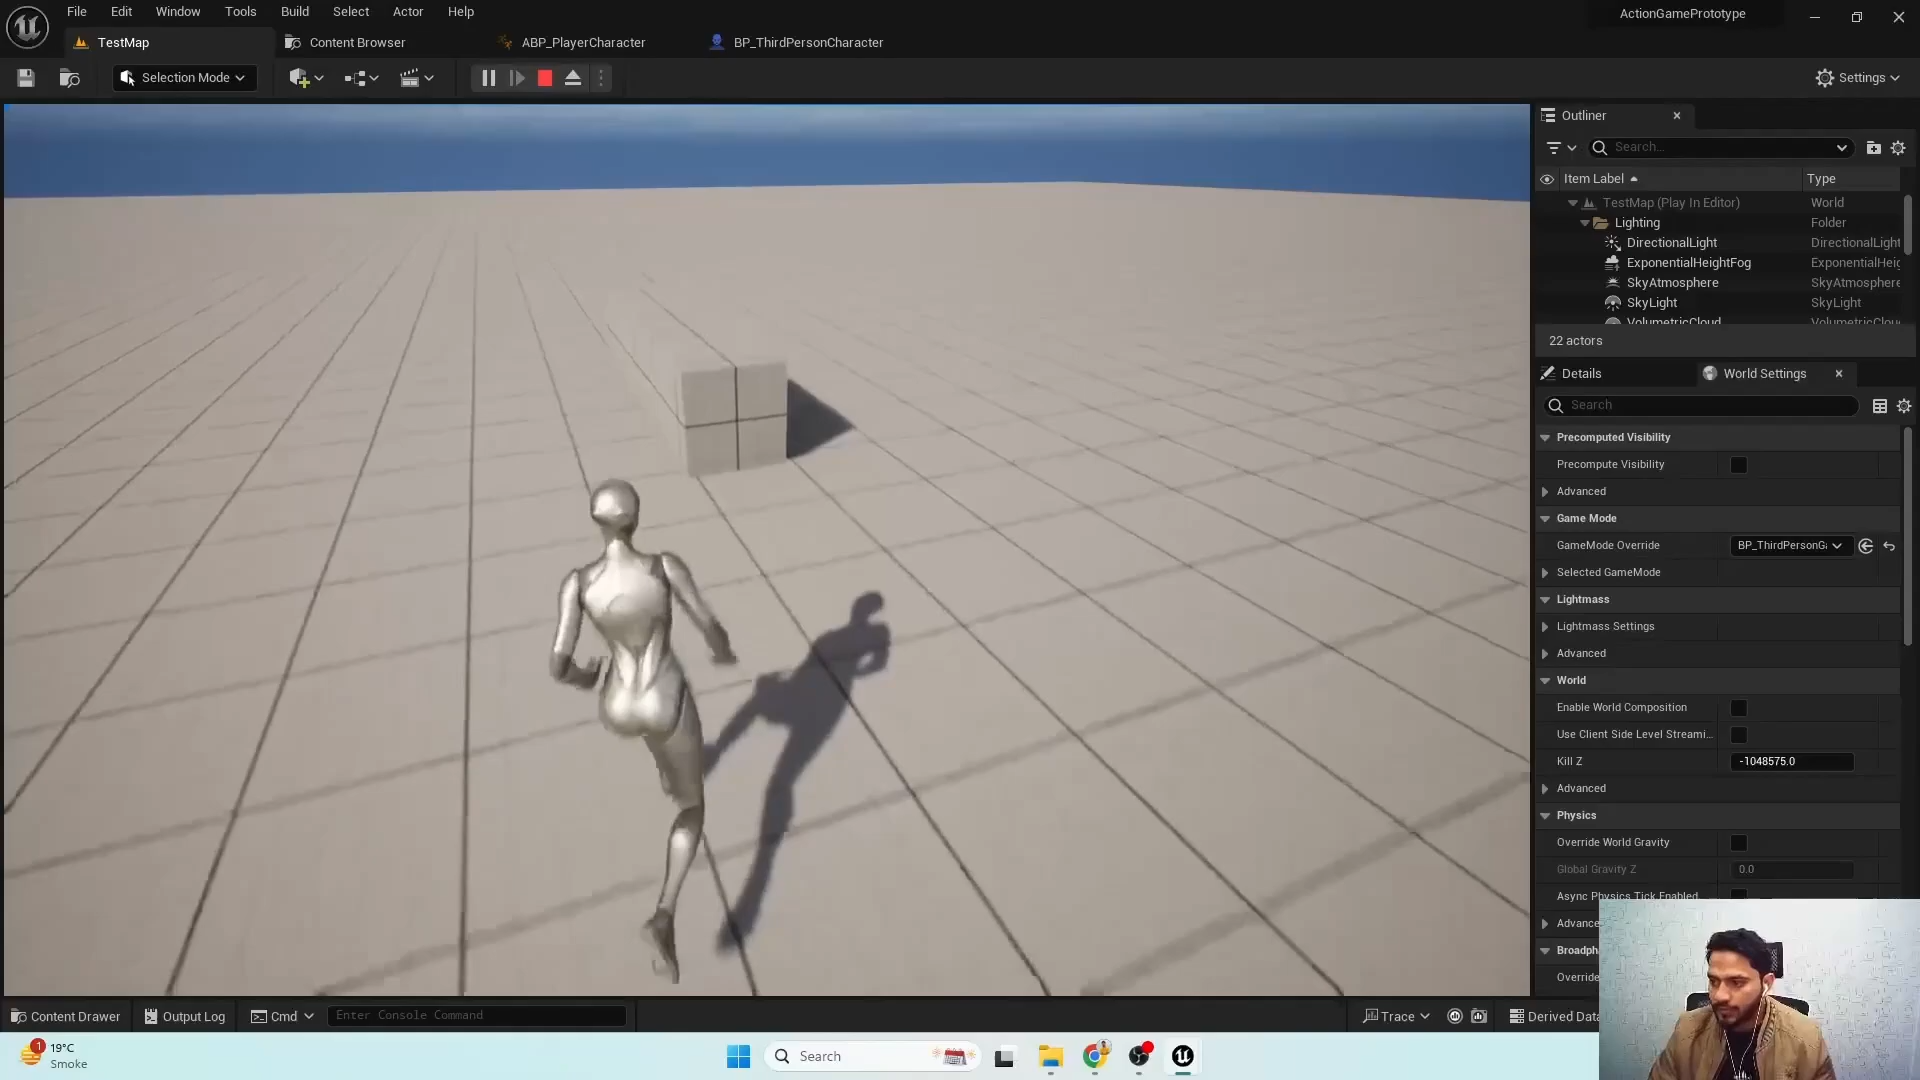 File Edit Window Tools Build Select Actor Help
ActionGamePrototype
TestMap
Content Browser
ABP_PlayerCharacter
BP_ThirdPersonCharacter
Selection Mode
Settings
Outliner
Search...
Item Label
Type
TestMap (Play In Editor)
World
Lighting
Folder
DirectionalLight
DirectionalLight
ExponentialHeightFog
ExponentialHeig
SkyAtmosphere
SkyAtmosphere
SkyLight
SkyLight
VolumetricCloud
VolumetricClou
22 actors
Details
World Settings
Search
Precomputed Visibility
Precompute Visibility
Advanced
Game Mode
GameMode Override
BP_ThirdPersonG
Selected GameMode
Lightmass
Lightmass Settings
Advanced
World
Enable World Composition
Use Client Side Level Streami...
Kill Z
-1048575.0
Advanced
Physics
Override World Gravity
Global Gravity Z
0.0
Async Physics Tick Enabled
Advance
Broadph
Override
Content Drawer
Output Log
Cmd
Enter Console Command
Trace
Derived Data
1
19°C
Smoke
Search